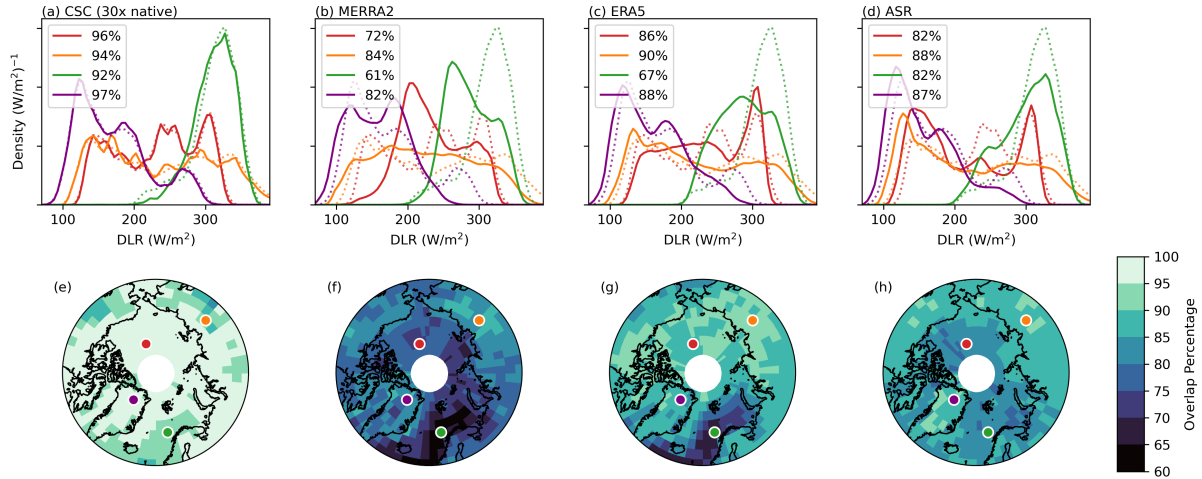 (a) CSC (30x native)
96%
94%
92%
97%
Density (W/m²)⁻¹
100
200
300
DLR (W/m²)
(b) MERRA2
72%
84%
61%
82%
100
200
300
DLR (W/m²)
(c) ERA5
86%
90%
67%
88%
100
200
300
DLR (W/m²)
(d) ASR
82%
88%
82%
87%
100
200
300
DLR (W/m²)
(e)
(f)
(g)
(h)
100
95
90
85
80
75
70
65
60
Overlap Percentage